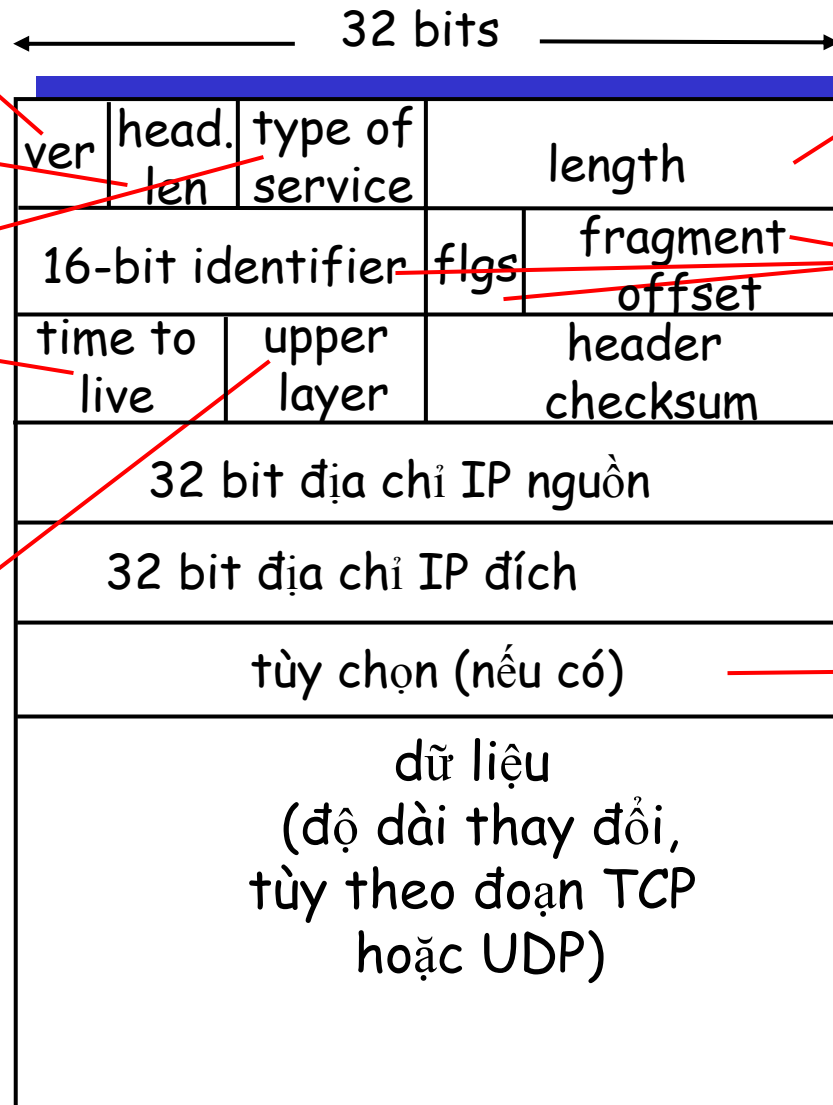 32 bits
ver
head.
len
type of
service
length
16-bit identifier
flgs
fragment
offset
time to
live
upper
layer
header
checksum
32 bit địa chỉ IP nguồn
32 bit địa chỉ IP đích
tùy chọn (nếu có)
dữ liệu
(độ dài thay đổi,
tùy theo đoạn TCP
hoặc UDP)